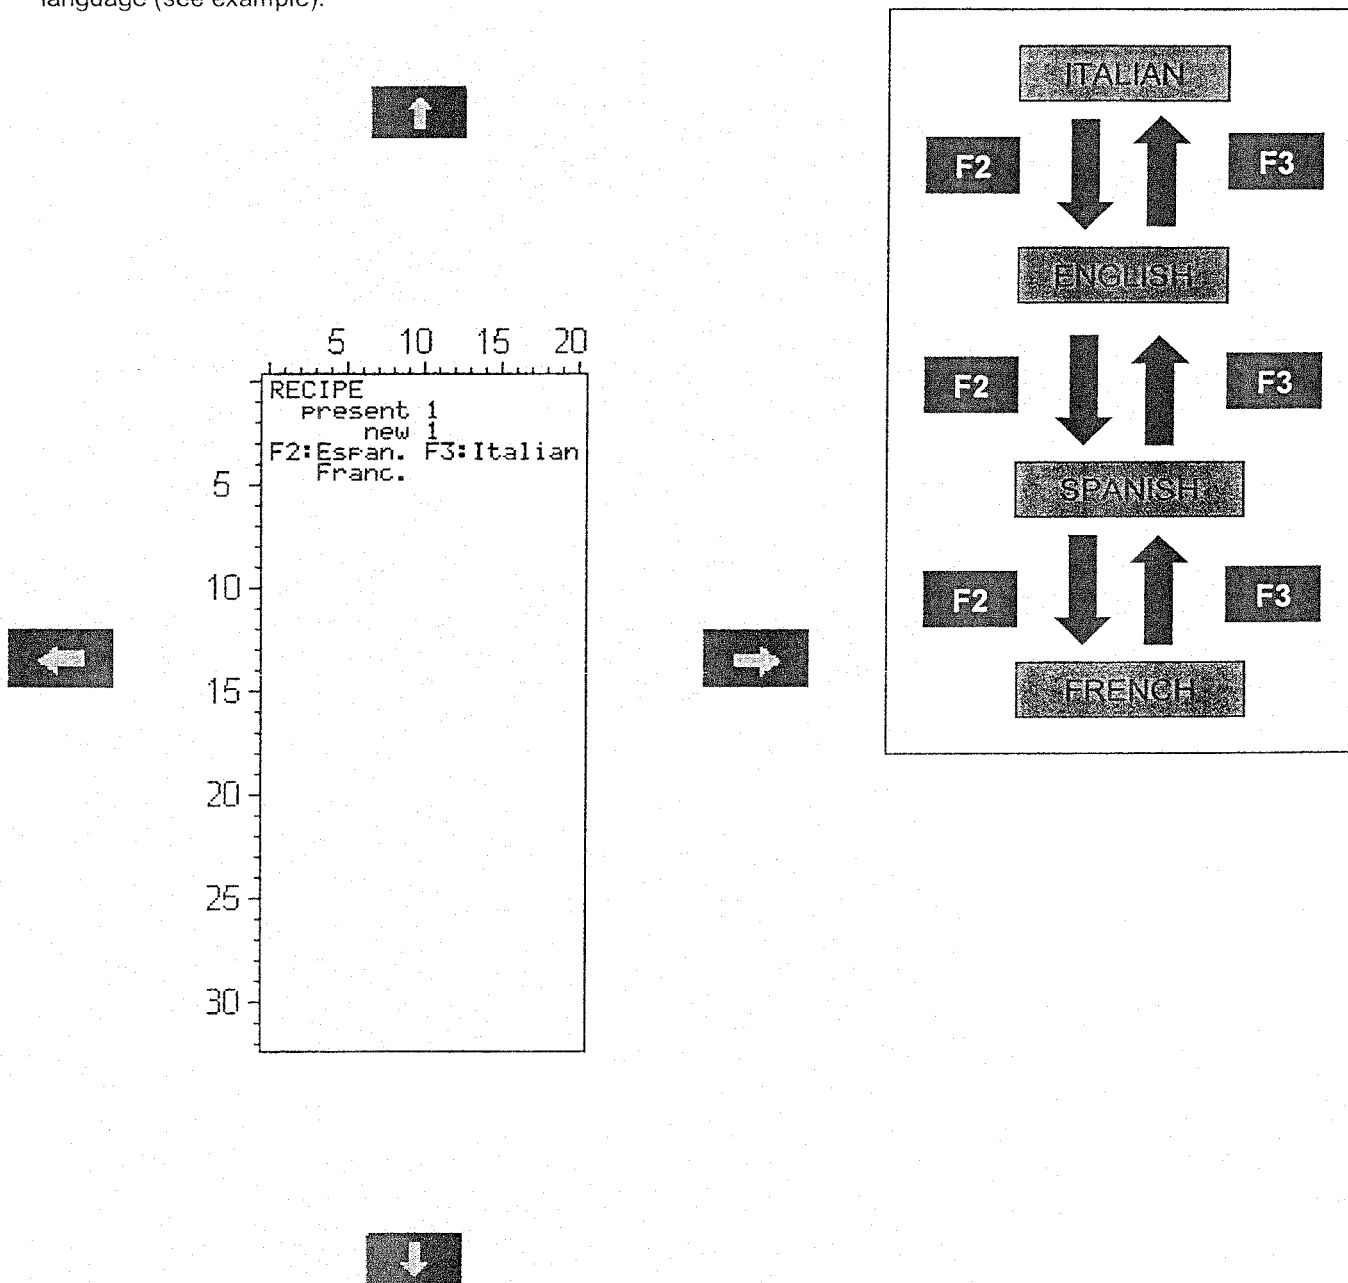 language (see example).
5 10 15 20
RECIPE
present 1
new 1
F2:Espan. F3:Italian
Franc.
5
10
15
20
25
30
ITALIAN
F2 F3
ENGLISH
F2 F3
SPANISH
F2 F3
FRENCH